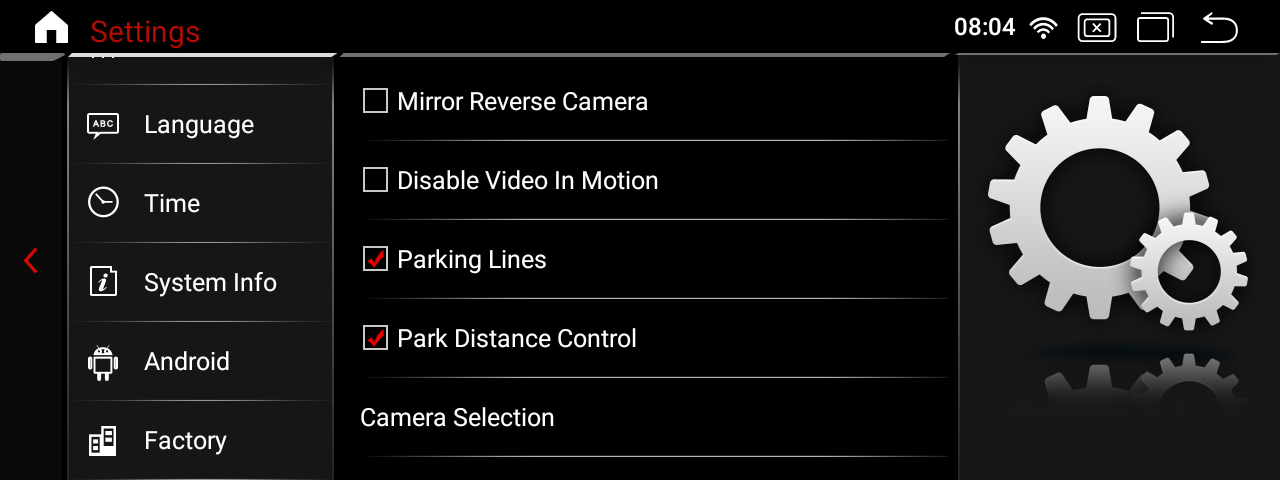 Settings
08:04
ABC
Language
Time
System Info
Android
Factory
Mirror Reverse Camera
Disable Video In Motion
Parking Lines
Park Distance Control
Camera Selection